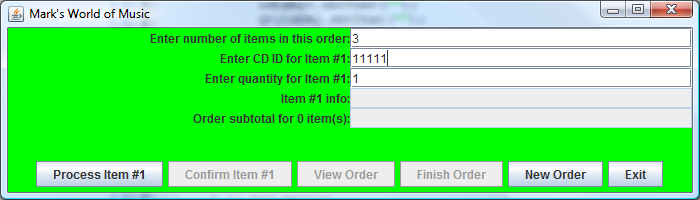 Mark's World of Music
Enter number of items in this order: 3
Enter CD ID for Item #1: 11111
Enter quantity for Item #1: 1
Item #1 info:
Order subtotal for 0 item(s):
Process Item #1 Confirm Item #1 View Order Finish Order New Order Exit